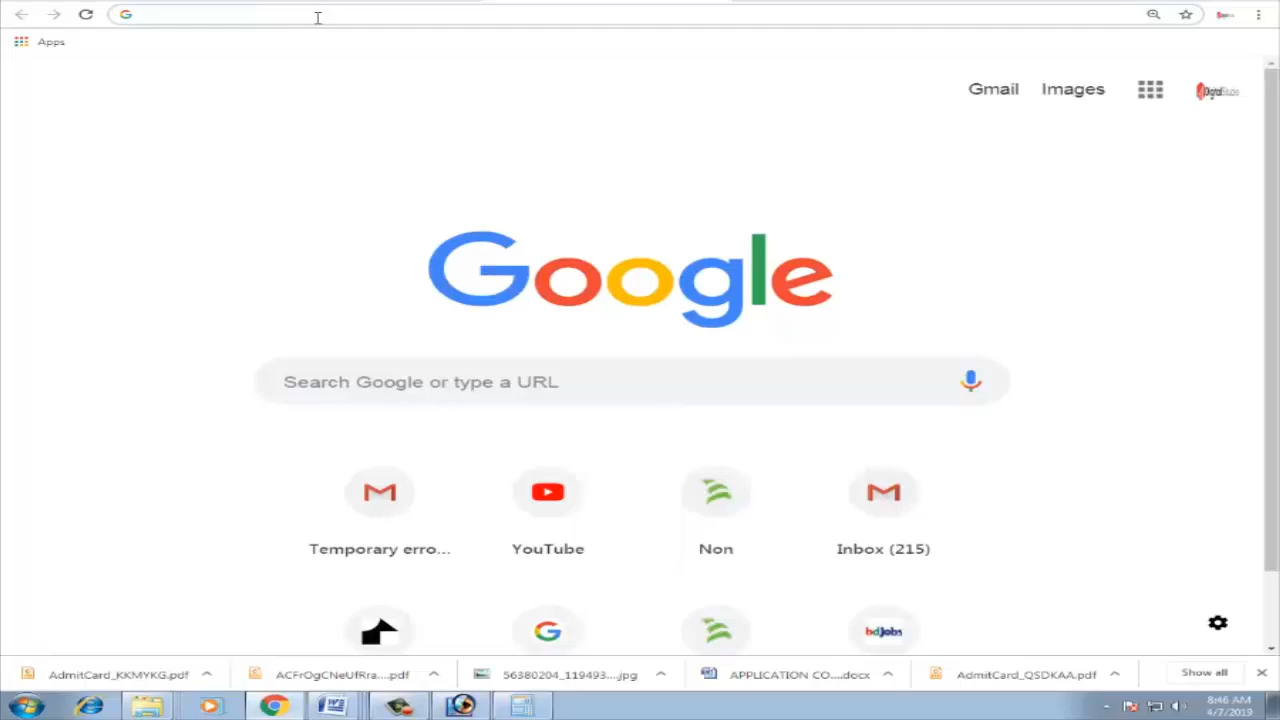 Apps
Gmail Images
Digital
Google
Search Google or type a URL
Temporary erro... YouTube Non Inbox (215)
bdjobs
AdmitCard_KKMYKG.pdf ACFrOgCNeUfRra....pdf 56380204_119493....jpg APPLICATION CO....docx AdmitCard_QSDKAA.pdf Show all
8:46 AM
4/7/2019